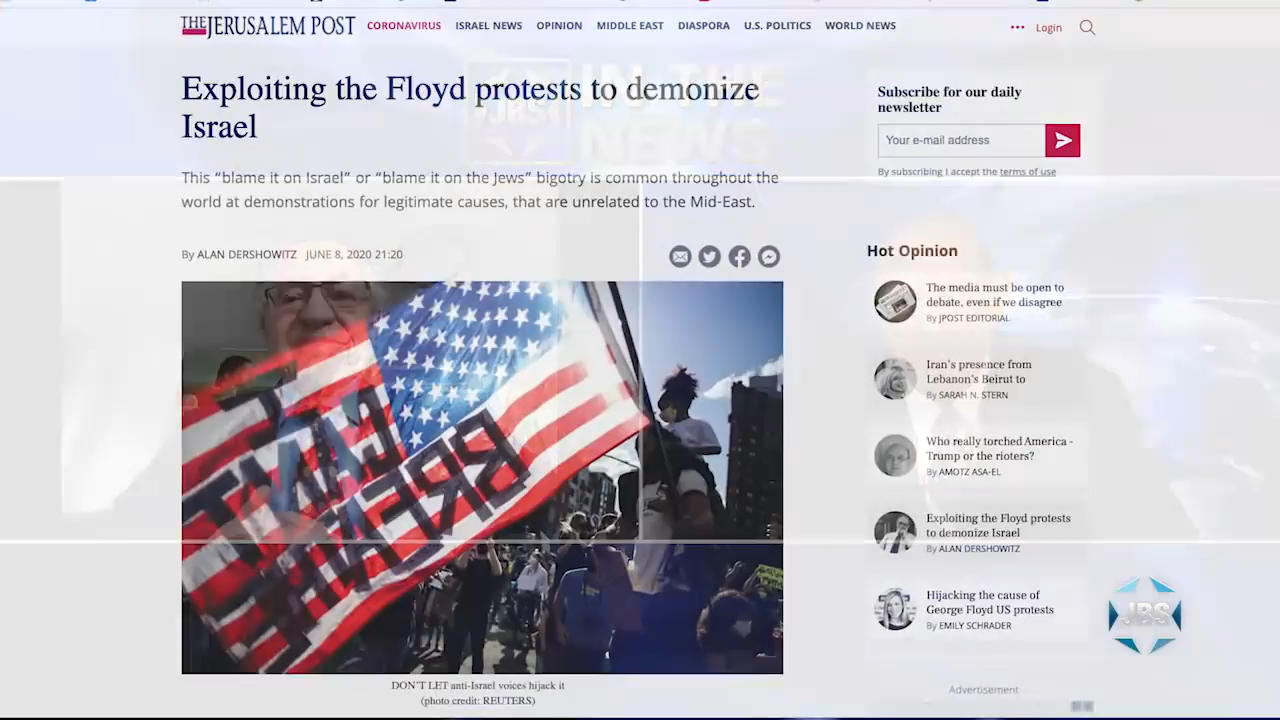 THE JERUSALEM POST
CORONAVIRUS ISRAEL NEWS OPINION MIDDLE EAST DIASPORA U.S. POLITICS WORLD NEWS
Login
Exploiting the Floyd protests to demonize
Israel
This “blame it on Israel” or “blame it on the Jews” bigotry is common throughout the
world at demonstrations for legitimate causes, that are unrelated to the Mid-East.
By ALAN DERSHOWITZ JUNE 8, 2020 21:20
JBS
IN THE
NEWS
DON'T LET anti-Israel voices hijack it
(photo credit: REUTERS)
Subscribe for our daily
newsletter
Your e-mail address
By subscribing I accept the terms of use
Hot Opinion
The media must be open to
debate, even if we disagree
By JPOST EDITORIAL
Iran's presence from
Lebanon's Beirut to
By SARAH N. STERN
Who really torched America -
Trump or the rioters?
By AMOTZ ASA-EL
Exploiting the Floyd protests
to demonize Israel
By ALAN DERSHOWITZ
Hijacking the cause of
George Floyd US protests
By EMILY SCHRADER
JBS
Advertisement